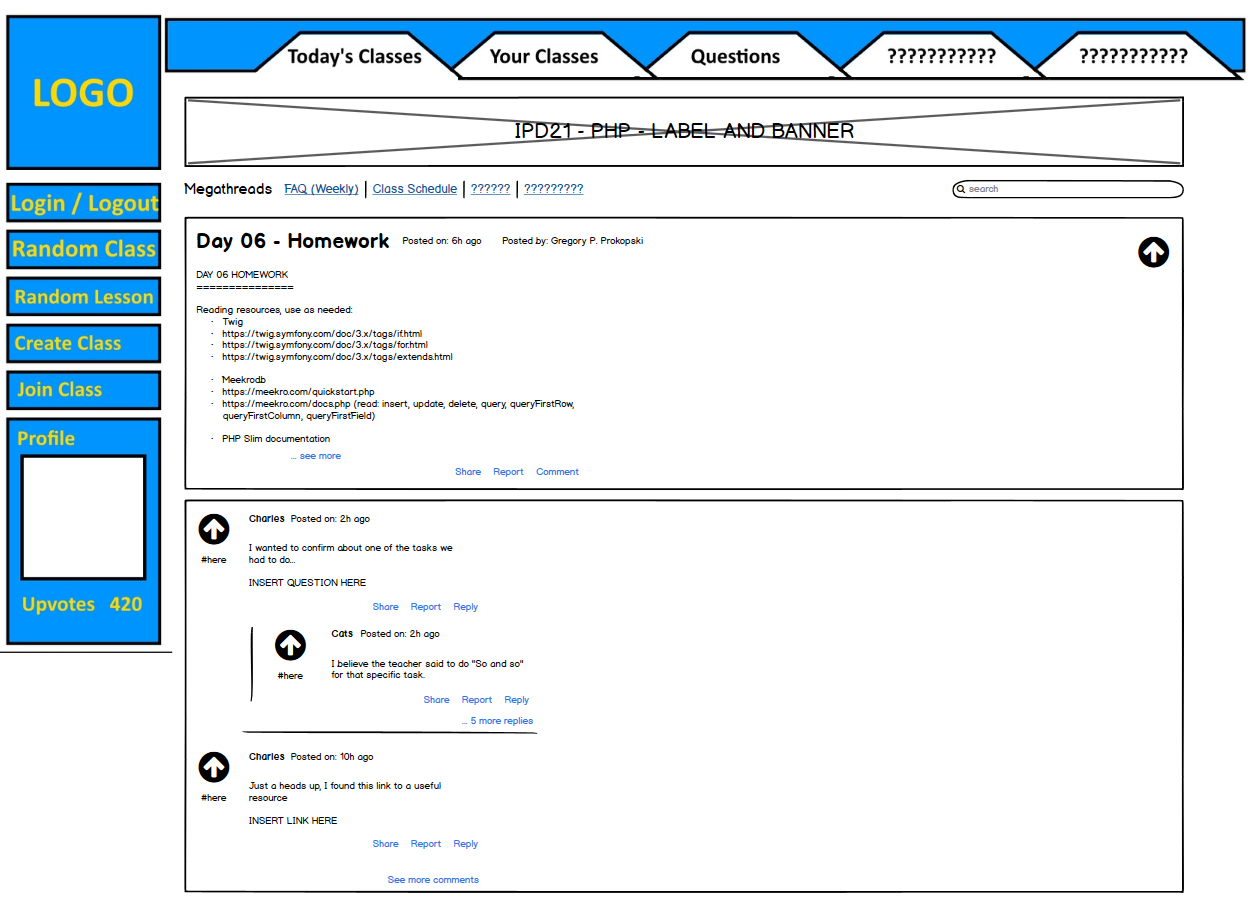 LOGO
Today's Classes
Your Classes
Questions
???????????
???????????
IPD21 - PHP - LABEL AND BANNER
Megathreads FAQ (Weekly) | Class Schedule | ?????? | ?????????
search
Login / Logout
Random Class
Random Lesson
Create Class
Join Class
Profile
Upvotes 420
Day 06 - Homework Posted on: 6h ago Posted by: Gregory P. Prokopski
DAY 06 HOMEWORK
===============
Reading resources, use as needed:
- Twig
- https://twig.symfony.com/doc/3.x/tags/if.html
- https://twig.symfony.com/doc/3.x/tags/for.html
- https://twig.symfony.com/doc/3.x/tags/extends.html
- Meekrodb
- https://meekro.com/quickstart.php
- https://meekro.com/docs.php (read: insert, update, delete, query, queryFirstRow,
queryFirstColumn, queryFirstField)
- PHP Slim documentation
... see more
Share Report Comment
Charles Posted on: 2h ago
#here
I wanted to confirm about one of the tasks we
had to do...
INSERT QUESTION HERE
Share Report Reply
Cats Posted on: 2h ago
#here
I believe the teacher said to do "So and so"
for that specific task.
Share Report Reply
... 5 more replies
Charles Posted on: 10h ago
#here
Just a heads up, I found this link to a useful
resource
INSERT LINK HERE
Share Report Reply
See more comments